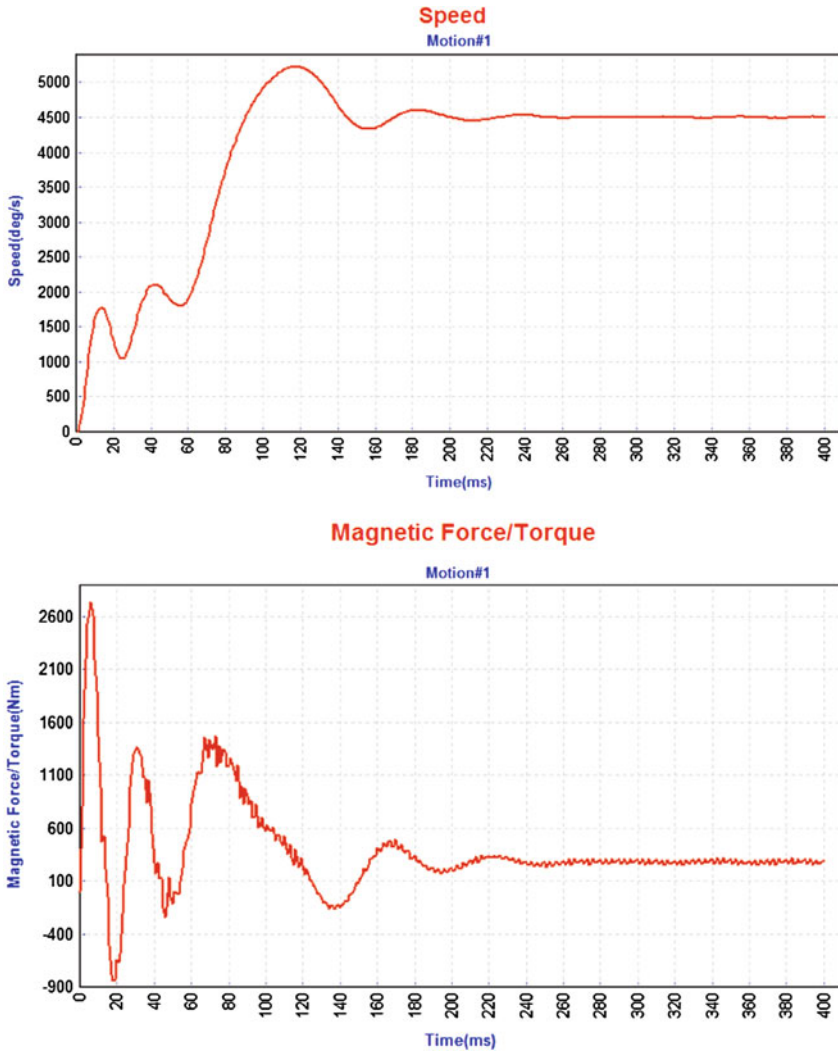 Speed
Motion#1
5000
4500
4000
3500
3000
2500
2000
1500
1000
500
0
Speed(deg/s)
0 20 40 60 80 100 120 140 160 180 200 220 240 260 280 300 320 340 360 380 400
Time(ms)
Magnetic Force/Torque
Motion#1
2600
2100
1600
1100
600
100
-400
-900
Magnetic Force/Torque(Nm)
0 20 40 60 80 100 120 140 160 180 200 220 240 260 280 300 320 340 360 380 400
Time(ms)